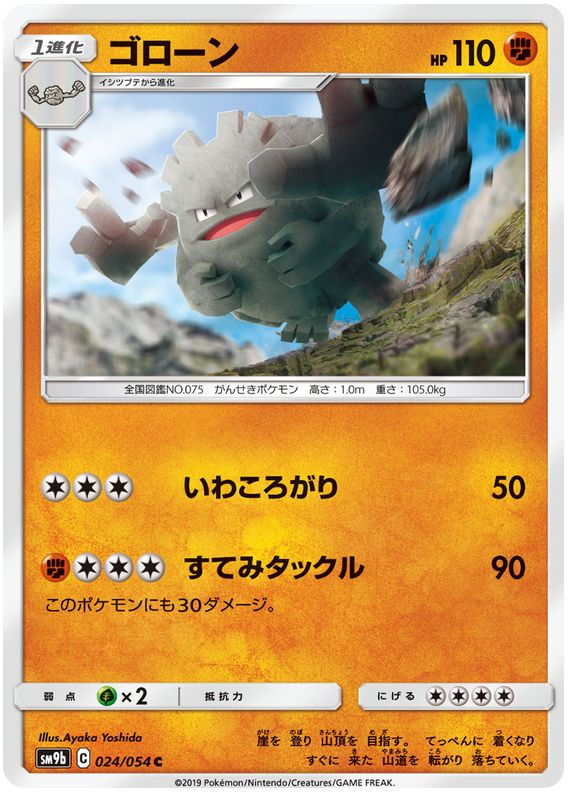 1進化
ゴローン
HP 110
イシツブテから進化
全国図鑑NO.075 がんせきポケモン 高さ：1.0m 重さ：105.0kg
いわころがり 50
すてみタックル 90
このポケモンにも30ダメージ。
弱点 ×2 抵抗力 にげる
Illus.Ayaka Yoshida
崖を登り山頂を目指す。てっぺんに着くなり
すぐに来た山道を転がり落ちていく。
sm9b C 024/054 C
©2019 Pokémon/Nintendo/Creatures/GAME FREAK.